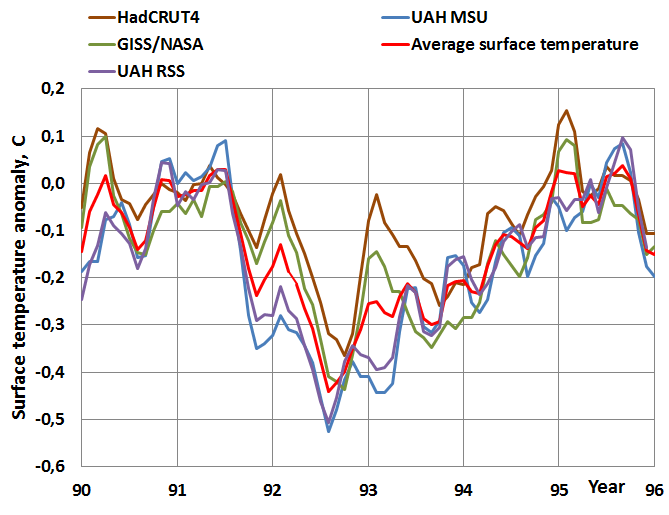 HadCRUT4
UAH MSU
GISS/NASA
Average surface temperature
UAH RSS
Surface temperature anomaly, C
0,2
0,1
0,0
-0,1
-0,2
-0,3
-0,4
-0,5
-0,6
90 91 92 93 94 95 96
Year